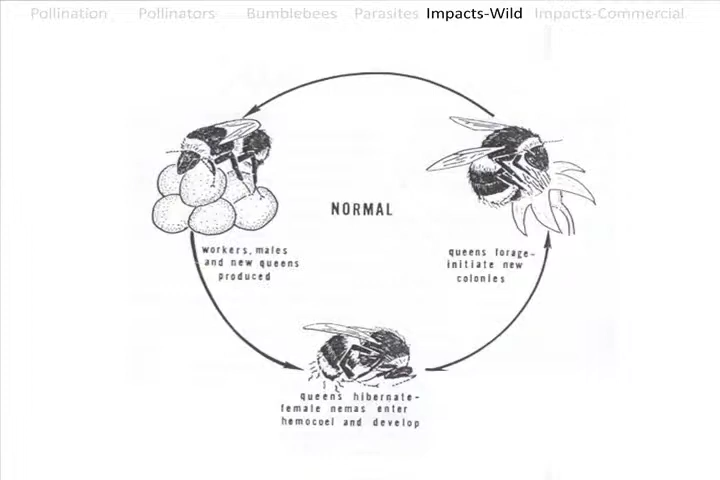 Pollination Pollinators Bumblebees Parasites Impacts-Wild Impacts-Commercial
NORMAL
workers, males
and new queens
produced
queens forage-
initiate new
colonies
queens hibernate-
female nemas enter
hemocoel and develop